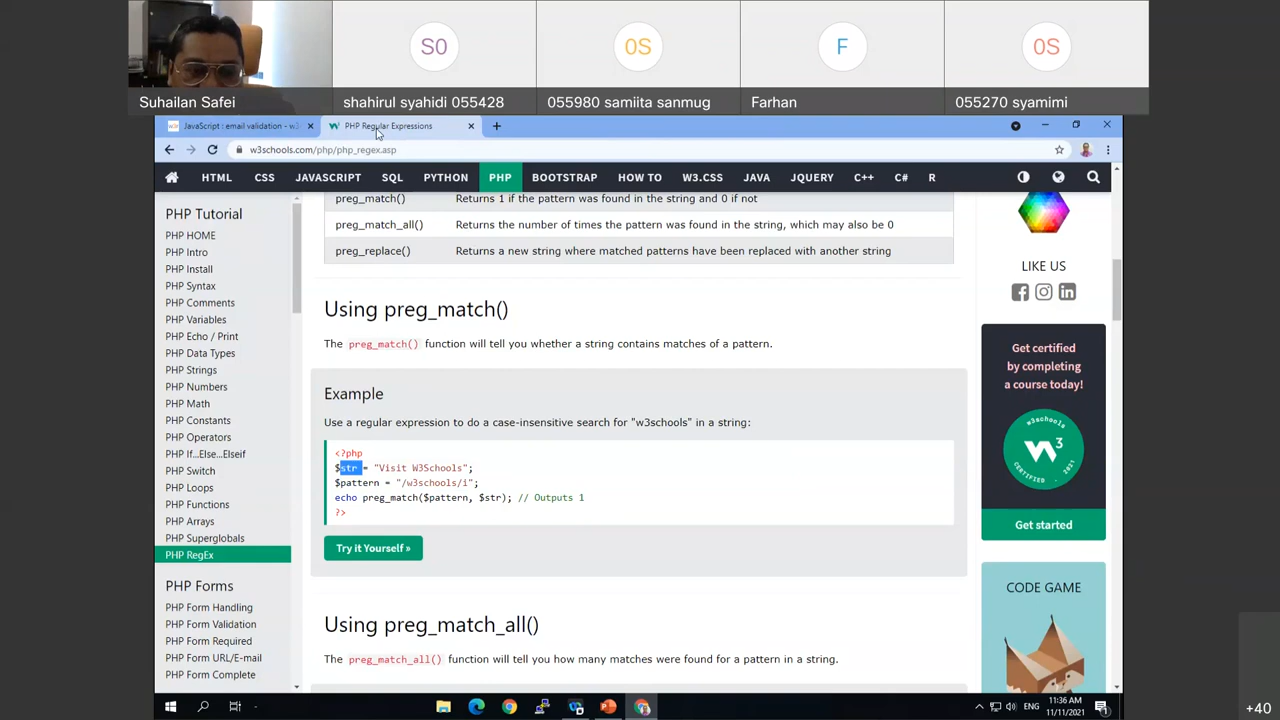 S0
0S
F
0S
Suhailan Safei
shahirul syahidi 055428
055980 samiita sanmug
Farhan
055270 syamimi
JavaScript : email validation - w3
PHP Regular Expressions
w3schools.com/php/php_regex.asp
HTML
CSS
JAVASCRIPT
SQL
PYTHON
PHP
BOOTSTRAP
HOW TO
W3.CSS
JAVA
JQUERY
C++
C#
R
PHP Tutorial
PHP HOME
PHP Intro
PHP Install
PHP Syntax
PHP Comments
PHP Variables
PHP Echo / Print
PHP Data Types
PHP Strings
PHP Numbers
PHP Math
PHP Constants
PHP Operators
PHP If...Else...Elseif
PHP Switch
PHP Loops
PHP Functions
PHP Arrays
PHP Superglobals
PHP RegEx
PHP Forms
PHP Form Handling
PHP Form Validation
PHP Form Required
PHP Form URL/E-mail
PHP Form Complete
preg_match() Returns 1 if the pattern was found in the string and 0 if not
preg_match_all() Returns the number of times the pattern was found in the string, which may also be 0
preg_replace() Returns a new string where matched patterns have been replaced with another string
Using preg_match()
The preg_match() function will tell you whether a string contains matches of a pattern.
Example
Use a regular expression to do a case-insensitive search for "w3schools" in a string:
<?php
$str = "Visit W3Schools";
$pattern = "/w3schools/i";
echo preg_match($pattern, $str); // Outputs 1
?>
Try it Yourself »
Using preg_match_all()
The preg_match_all() function will tell you how many matches were found for a pattern in a string.
LIKE US
Get certified
by completing
a course today!
w3schools
CERTIFIED . 2021
Get started
CODE GAME
ENG
11:36 AM
11/11/2021
+40